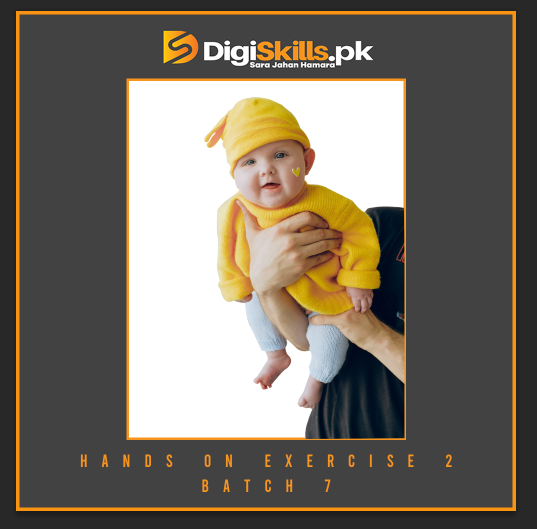 DigiSkills.pk
Sara Jahan Hamara
HANDS ON EXERCISE 2
BATCH 7